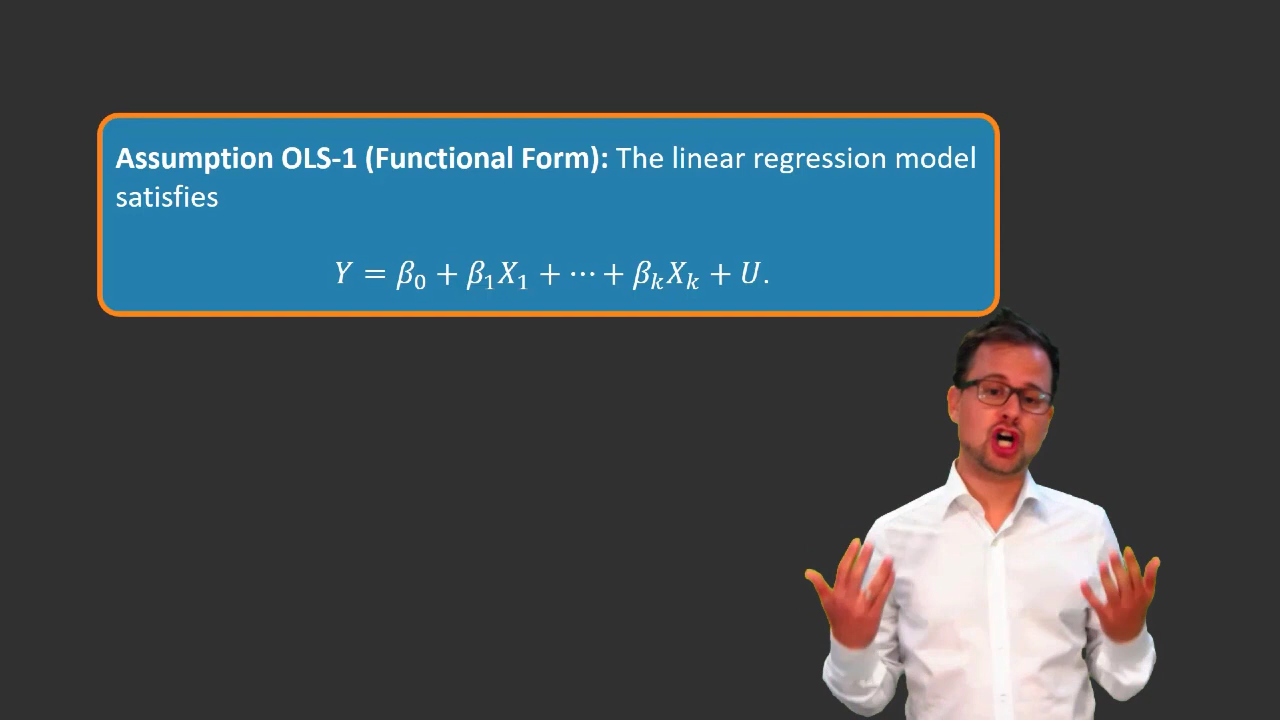 Assumption OLS-1 (Functional Form): The linear regression model
satisfies
Y = β₀ + β₁X₁ + ⋯ + βₖXₖ + U.